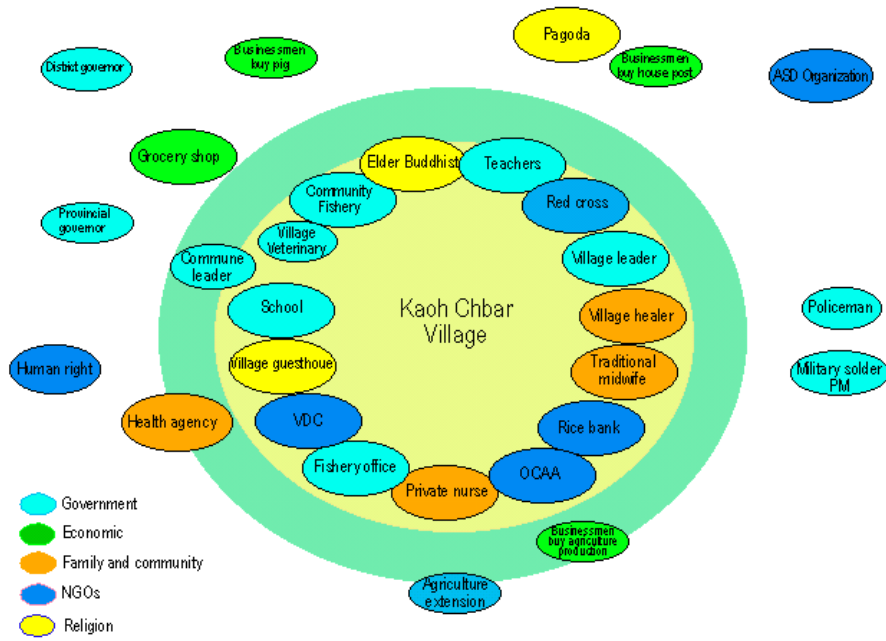 Businessmen
buy pig
Pagoda
Businessmen
buy house post
District governor
ASD Organization
Grocery shop
Elder Buddhist
Teachers
Community
Fishery
Red cross
Provincial
governor
Village
Veterinary
Commune
leader
Village leader
School
Kaoh Chbar
Village
Village healer
Policeman
Human right
Village guesthoue
Traditional
midwife
Military solder
PM
Health agency
VDC
Rice bank
Fishery office
OCAA
Private nurse
Government
Economic
Family and community
NGOs
Religion
Businessmen
buy agriculture
production
Agriculture
extension